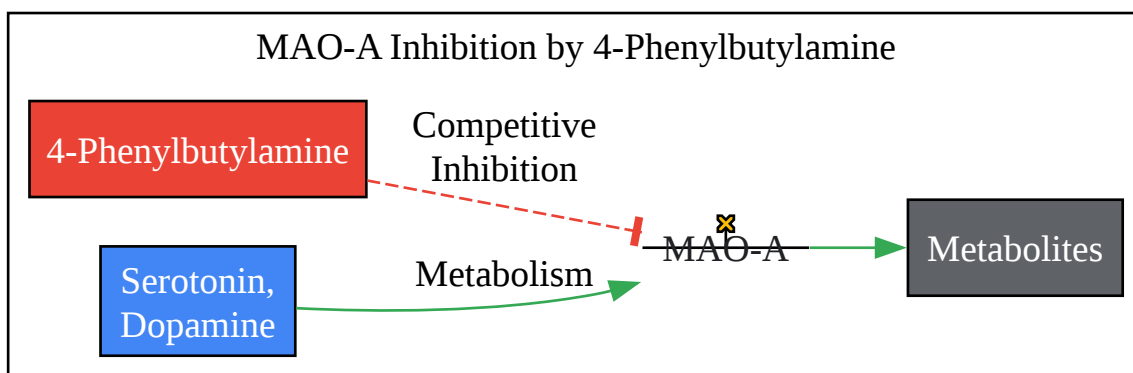 MAO-A Inhibition by 4-Phenylbutylamine
4-Phenylbutylamine
Competitive
Inhibition
MAO-A
Metabolites
Serotonin,
Dopamine
Metabolism